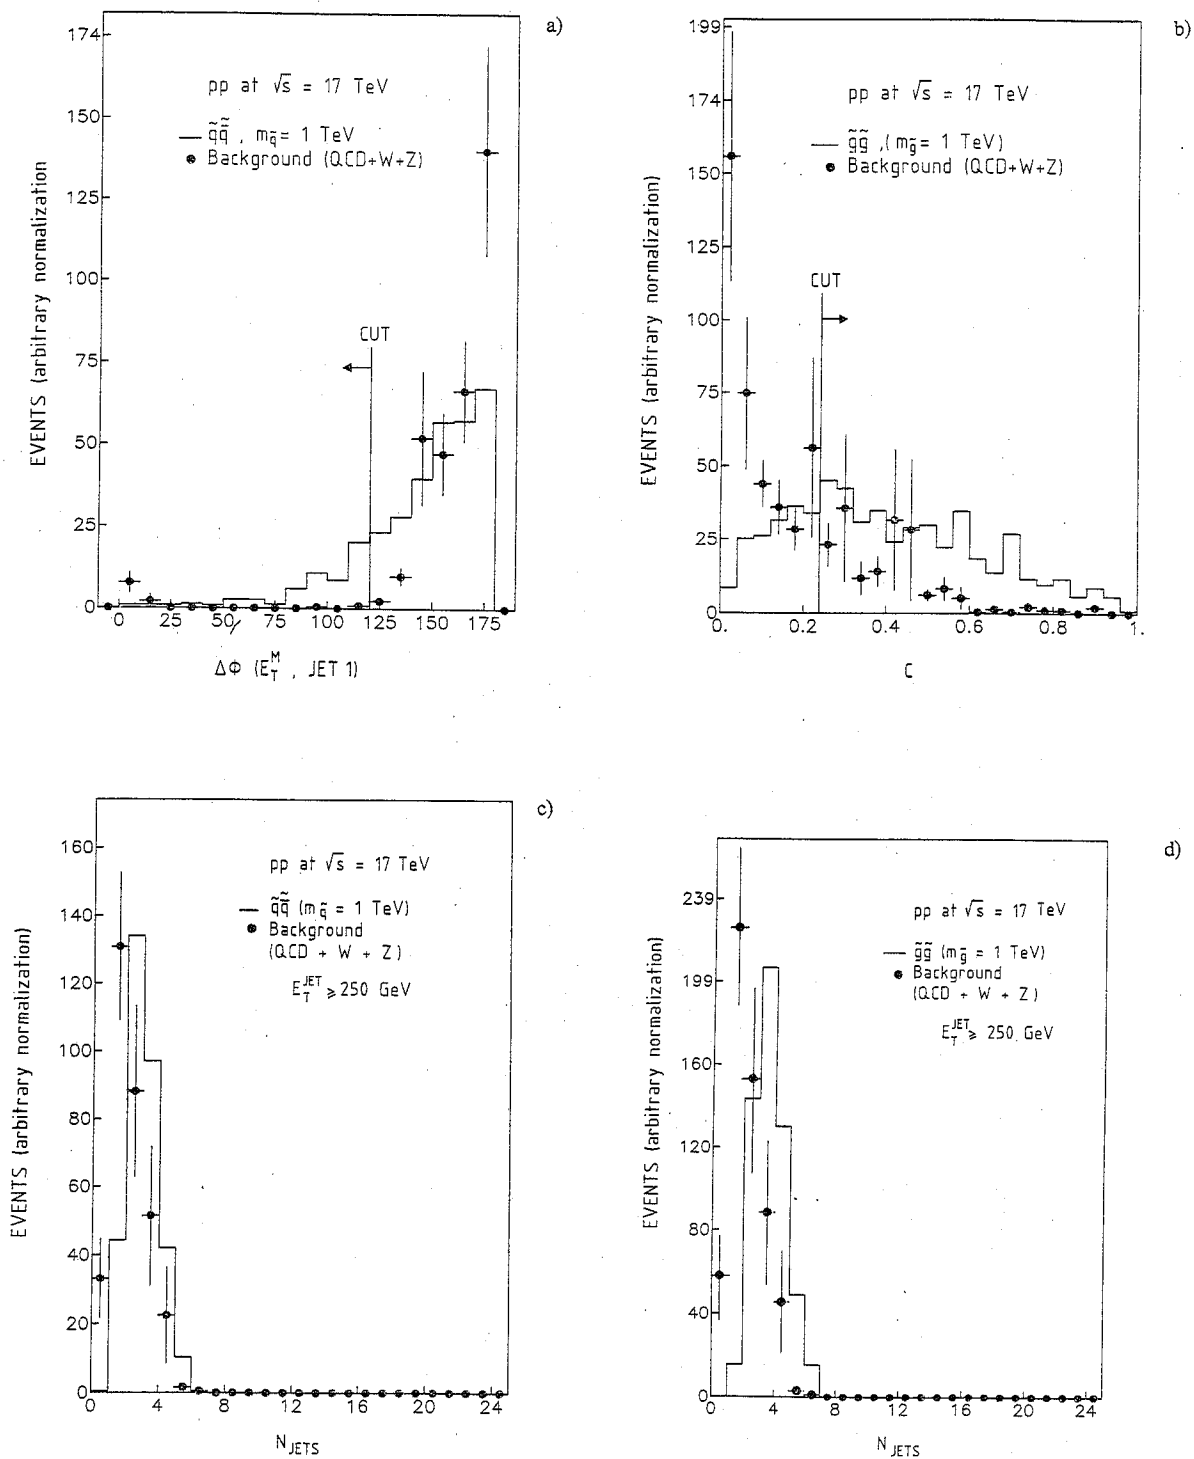 a)
174
150
125
100
75
50
25
0
EVENTS (arbitrary normalization)
pp at √s = 17 TeV
q̃q̃̄ , m_q̃ = 1 TeV
Background (QCD+W+Z)
CUT
0 25 50 75 100 125 150 175
ΔΦ (E_T^M , JET 1)
b)
199
174
150
125
100
75
50
25
0
EVENTS (arbitrary normalization)
pp at √s = 17 TeV
g̃g̃ ,(m_g̃ = 1 TeV)
Background (QCD+W+Z)
CUT
0. 0.2 0.4 0.6 0.8 1.
C
c)
160
140
120
100
80
60
40
20
0
EVENTS (arbitrary normalization)
pp at √s = 17 TeV
q̃q̃̄ (m_q̃ = 1 TeV)
Background
(QCD + W + Z)
E_T^JET ⩾ 250 GeV
0 4 8 12 16 20 24
N_JETS
d)
239
199
160
120
80
40
0
EVENTS (arbitrary normalization)
pp at √s = 17 TeV
g̃g̃ (m_g̃ = 1 TeV)
Background
(QCD + W + Z)
E_T^JET ⩾ 250 GeV
0 4 8 12 16 20 24
N_JETS